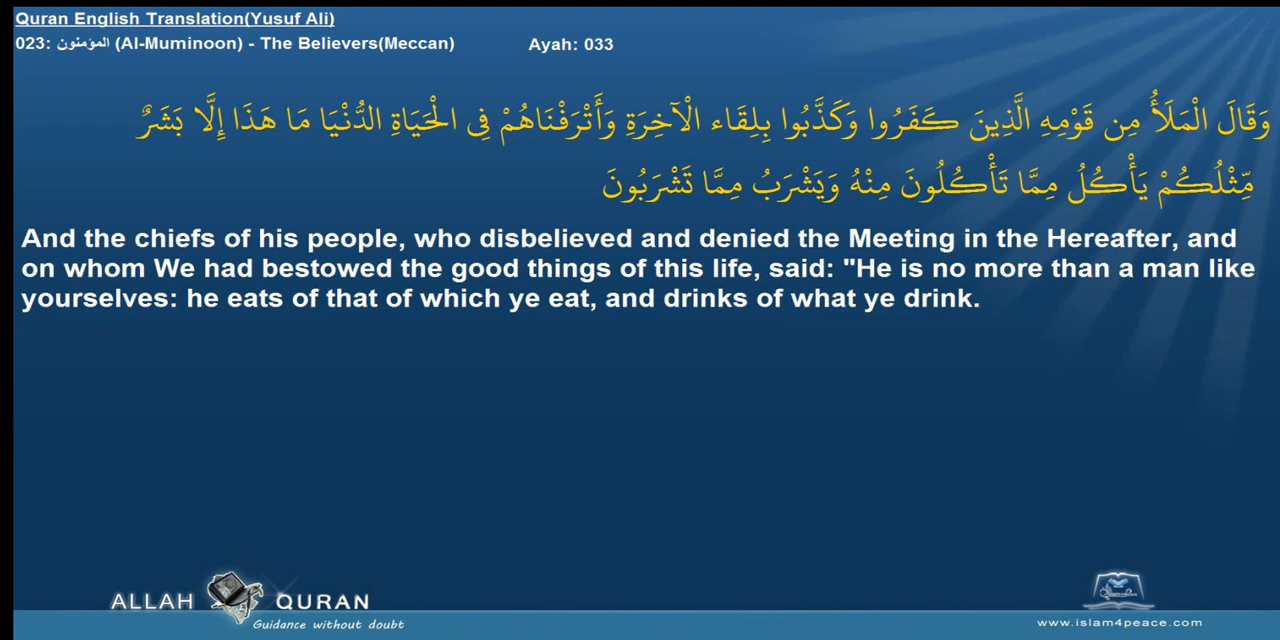 Quran English Translation(Yusuf Ali)
023: المؤمنون (Al-Muminoon) - The Believers(Meccan) Ayah: 033
وَقَالَ الْمَلَأُ مِن قَوْمِهِ الَّذِينَ كَفَرُوا وَكَذَّبُوا بِلِقَاء الْآخِرَةِ وَأَتْرَفْنَاهُمْ فِي الْحَيَاةِ الدُّنْيَا مَا هَذَا إِلَّا بَشَرٌ
مِّثْلُكُمْ يَأْكُلُ مِمَّا تَأْكُلُونَ مِنْهُ وَيَشْرَبُ مِمَّا تَشْرَبُونَ
And the chiefs of his people, who disbelieved and denied the Meeting in the Hereafter, and
on whom We had bestowed the good things of this life, said: "He is no more than a man like
yourselves: he eats of that of which ye eat, and drinks of what ye drink.
ALLAH QURAN
Guidance without doubt
www.islam4peace.com